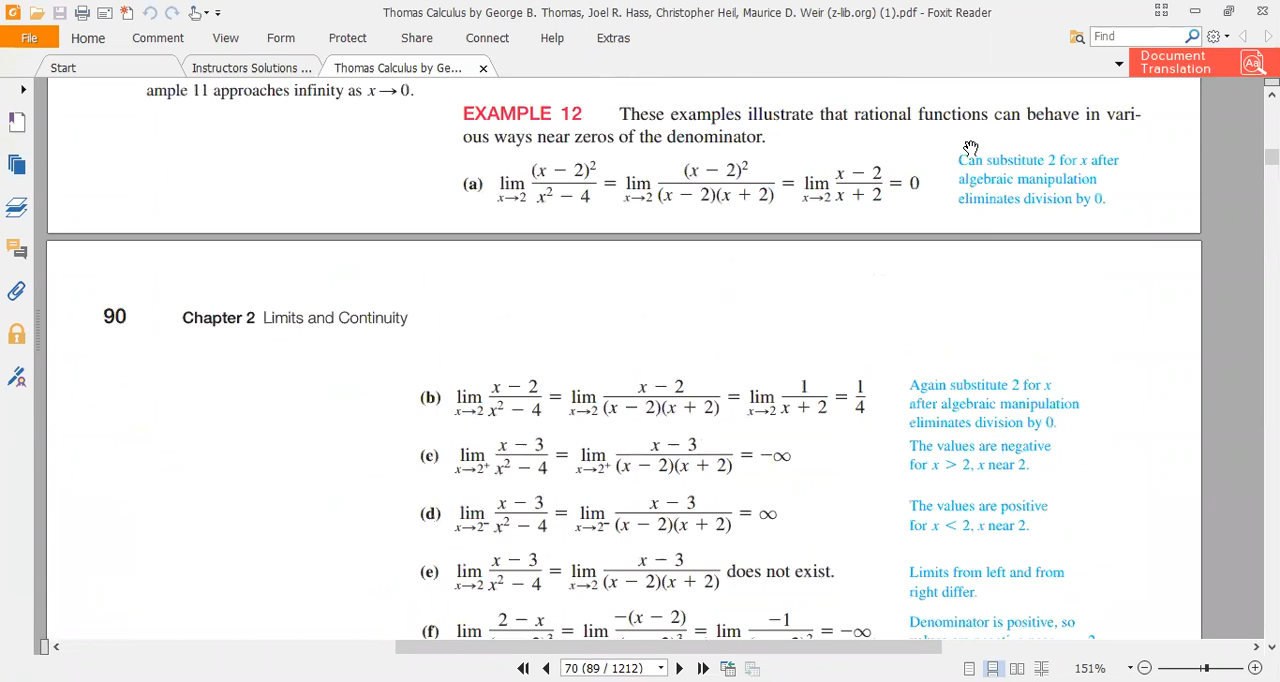 Thomas Calculus by George B. Thomas, Joel R. Hass, Christopher Heil, Maurice D. Weir (z-lib.org) (1).pdf - Foxit Reader
File Home Comment View Form Protect Share Connect Help Extras Find
Document Translation
Start Instructors Solutions ... Thomas Calculus by Ge...
ample 11 approaches infinity as x → 0.
EXAMPLE 12 These examples illustrate that rational functions can behave in vari-
ous ways near zeros of the denominator.
(a) lim x→2 (x − 2)² / (x² − 4) = lim x→2 (x − 2)² / ((x − 2)(x + 2)) = lim x→2 (x − 2) / (x + 2) = 0
Can substitute 2 for x after
algebraic manipulation
eliminates division by 0.
90 Chapter 2 Limits and Continuity
(b) lim x→2 (x − 2) / (x² − 4) = lim x→2 (x − 2) / ((x − 2)(x + 2)) = lim x→2 1 / (x + 2) = 1/4
Again substitute 2 for x
after algebraic manipulation
eliminates division by 0.
(c) lim x→2⁺ (x − 3) / (x² − 4) = lim x→2⁺ (x − 3) / ((x − 2)(x + 2)) = −∞
The values are negative
for x > 2, x near 2.
(d) lim x→2⁻ (x − 3) / (x² − 4) = lim x→2⁻ (x − 3) / ((x − 2)(x + 2)) = ∞
The values are positive
for x < 2, x near 2.
(e) lim x→2 (x − 3) / (x² − 4) = lim x→2 (x − 3) / ((x − 2)(x + 2)) does not exist.
Limits from left and from
right differ.
(f) lim 2 − x = lim −(x − 2) = lim −1 = −∞
Denominator is positive, so
70 (89 / 1212) 151%